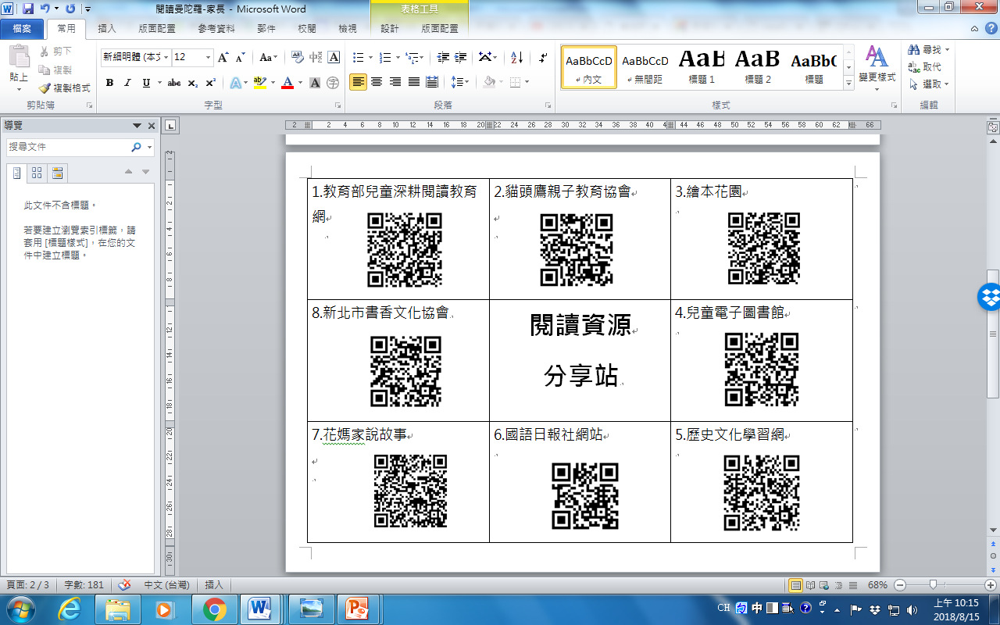 閱讀曼陀羅-家長 - Microsoft Word
表格工具
檔案
常用
插入
版面配置
參考資料
郵件
校閱
檢視
設計
版面配置
貼上
剪下
複製
複製格式
剪貼簿
新細明體 (本文
12
字型
段落
AaBbCcD
內文
AaBbCcD
無間距
AaB
標題 1
AaB
標題 2
AaBbC
標題
變更樣式
樣式
尋找
取代
選取
編輯
導覽
搜尋文件
此文件不含標題。
若要建立瀏覽索引標籤，請
套用 [標題樣式]，在您的文
件中建立標題。
1.教育部兒童深耕閱讀教育
網
2.貓頭鷹親子教育協會
3.繪本花園
8.新北市書香文化協會
閱讀資源
分享站
4.兒童電子圖書館
7.花媽家說故事
6.國語日報社網站
5.歷史文化學習網
頁面: 2 / 3
字數: 181
中文 (台灣)
插入
68%
CH
中
上午 10:15
2018/8/15